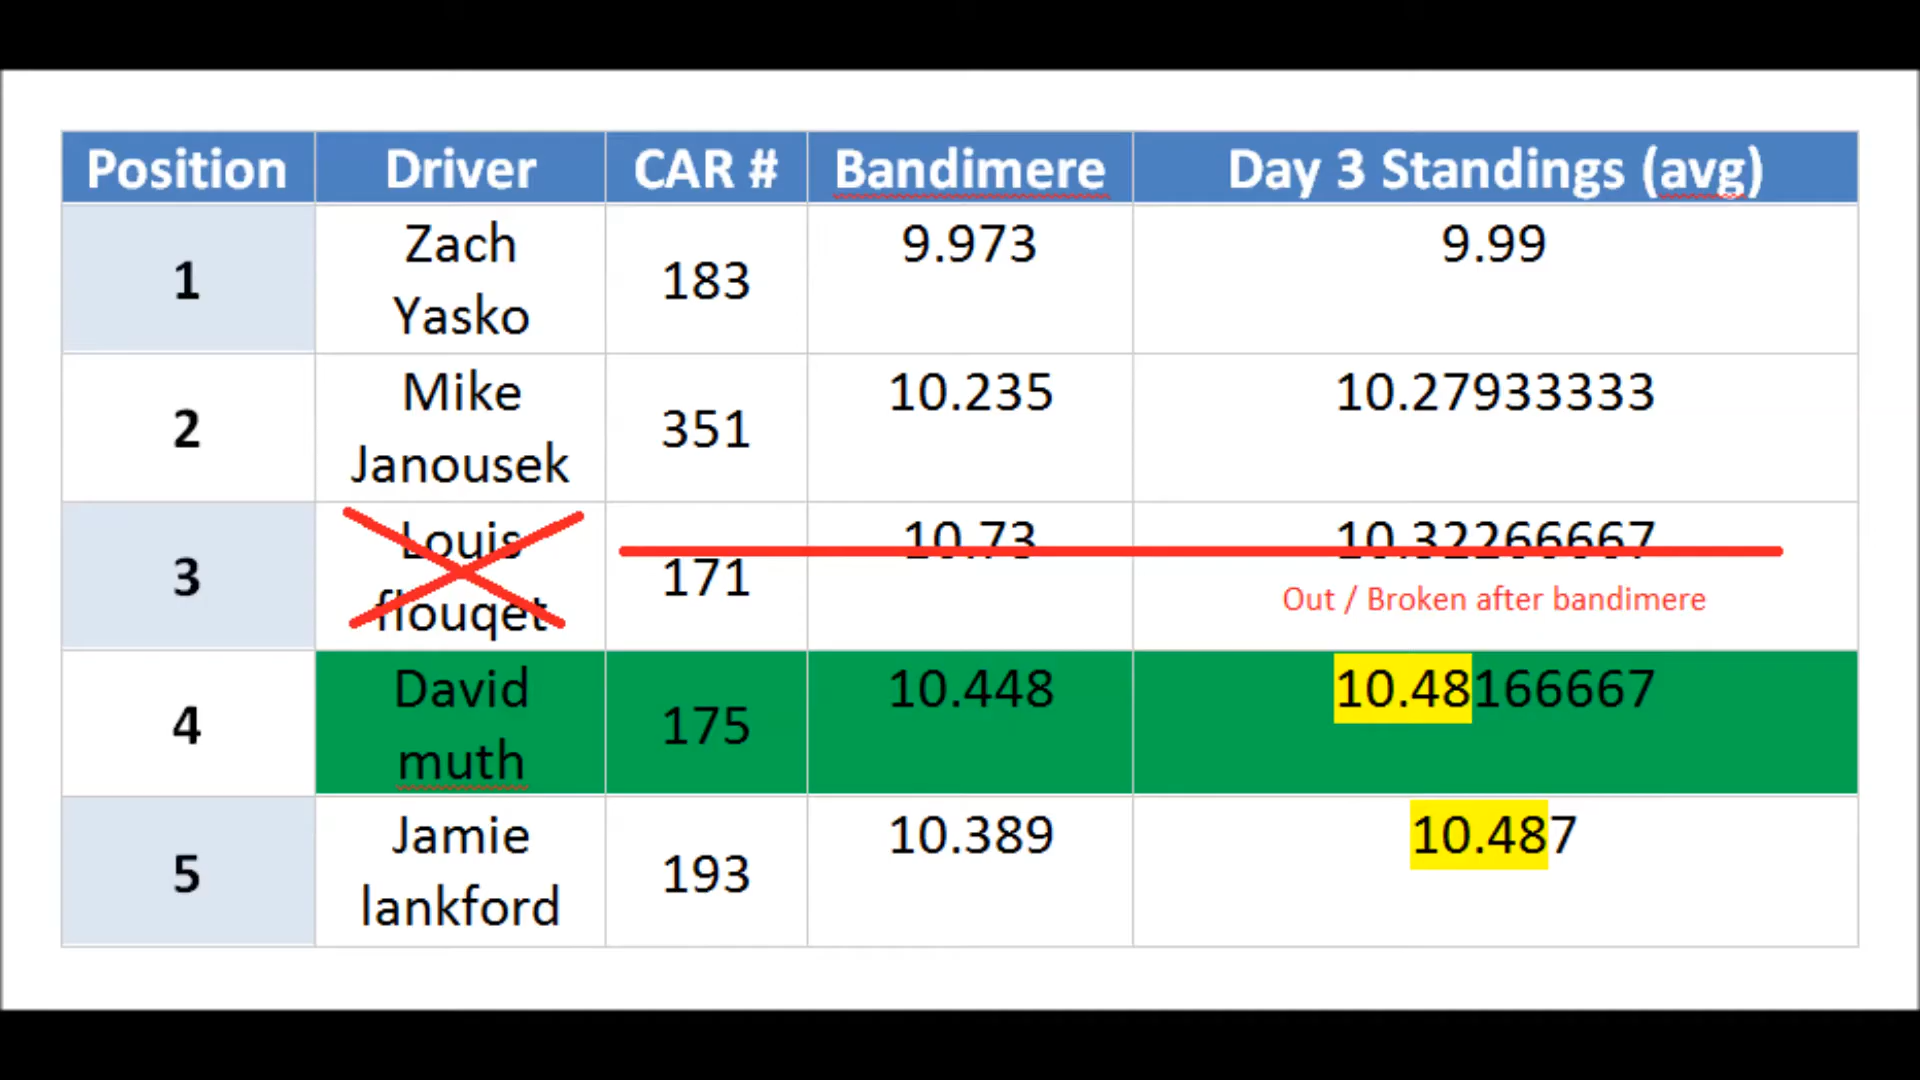 Position Driver CAR # Bandimere Day 3 Standings (avg)
1 Zach Yasko 183 9.973 9.99
2 Mike Janousek 351 10.235 10.27933333
3 Louis flouqet 171 10.73 10.32266667
Out / Broken after bandimere
4 David muth 175 10.448 10.48166667
5 Jamie lankford 193 10.389 10.487